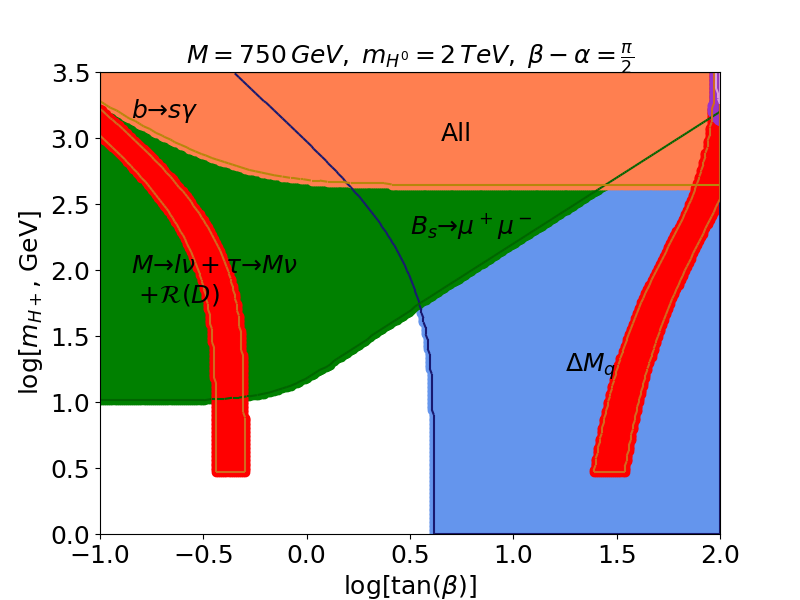 M = 750 GeV, m_{H^0} = 2 TeV, β − α = π/2
3.5
3.0
2.5
2.0
1.5
1.0
0.5
0.0
log[m_{H+}, GeV]
b→sγ
All
B_s→μ^+μ^−
M→lν + τ→Mν
+ℛ(D)
ΔM_q
−1.0 −0.5 0.0 0.5 1.0 1.5 2.0
log[tan(β)]